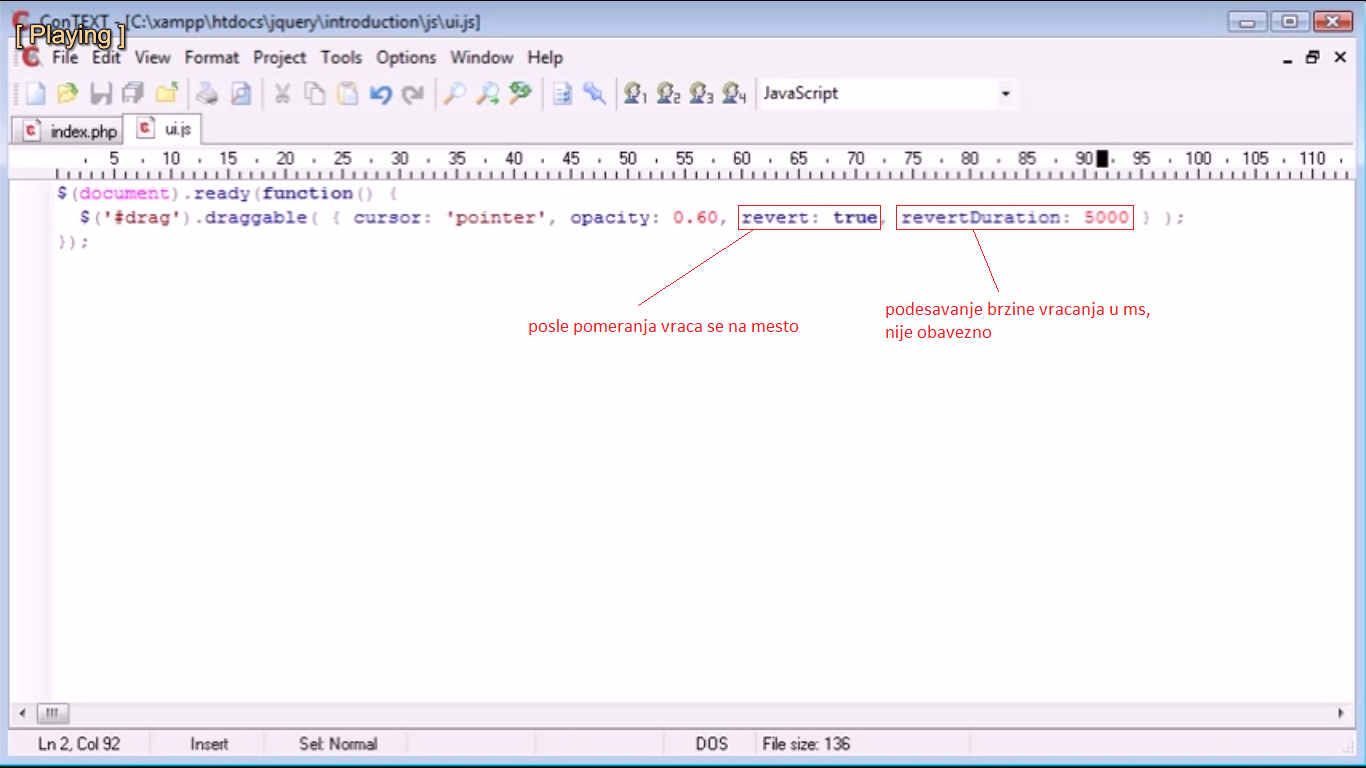 ConTEXT - [C:\xampp\htdocs\jquery\introduction\js\ui.js]
[ Playing ]
File Edit View Format Project Tools Options Window Help
1 2 3 4 JavaScript
index.php ui.js
5 10 15 20 25 30 35 40 45 50 55 60 65 70 75 80 85 90 95 100 105 110
$(document).ready(function() {
$('#drag').draggable( { cursor: 'pointer', opacity: 0.60, revert: true, revertDuration: 5000 } );
});
posle pomeranja vraca se na mesto
podesavanje brzine vracanja u ms,
nije obavezno
Ln 2, Col 92 Insert Sel: Normal DOS File size: 136